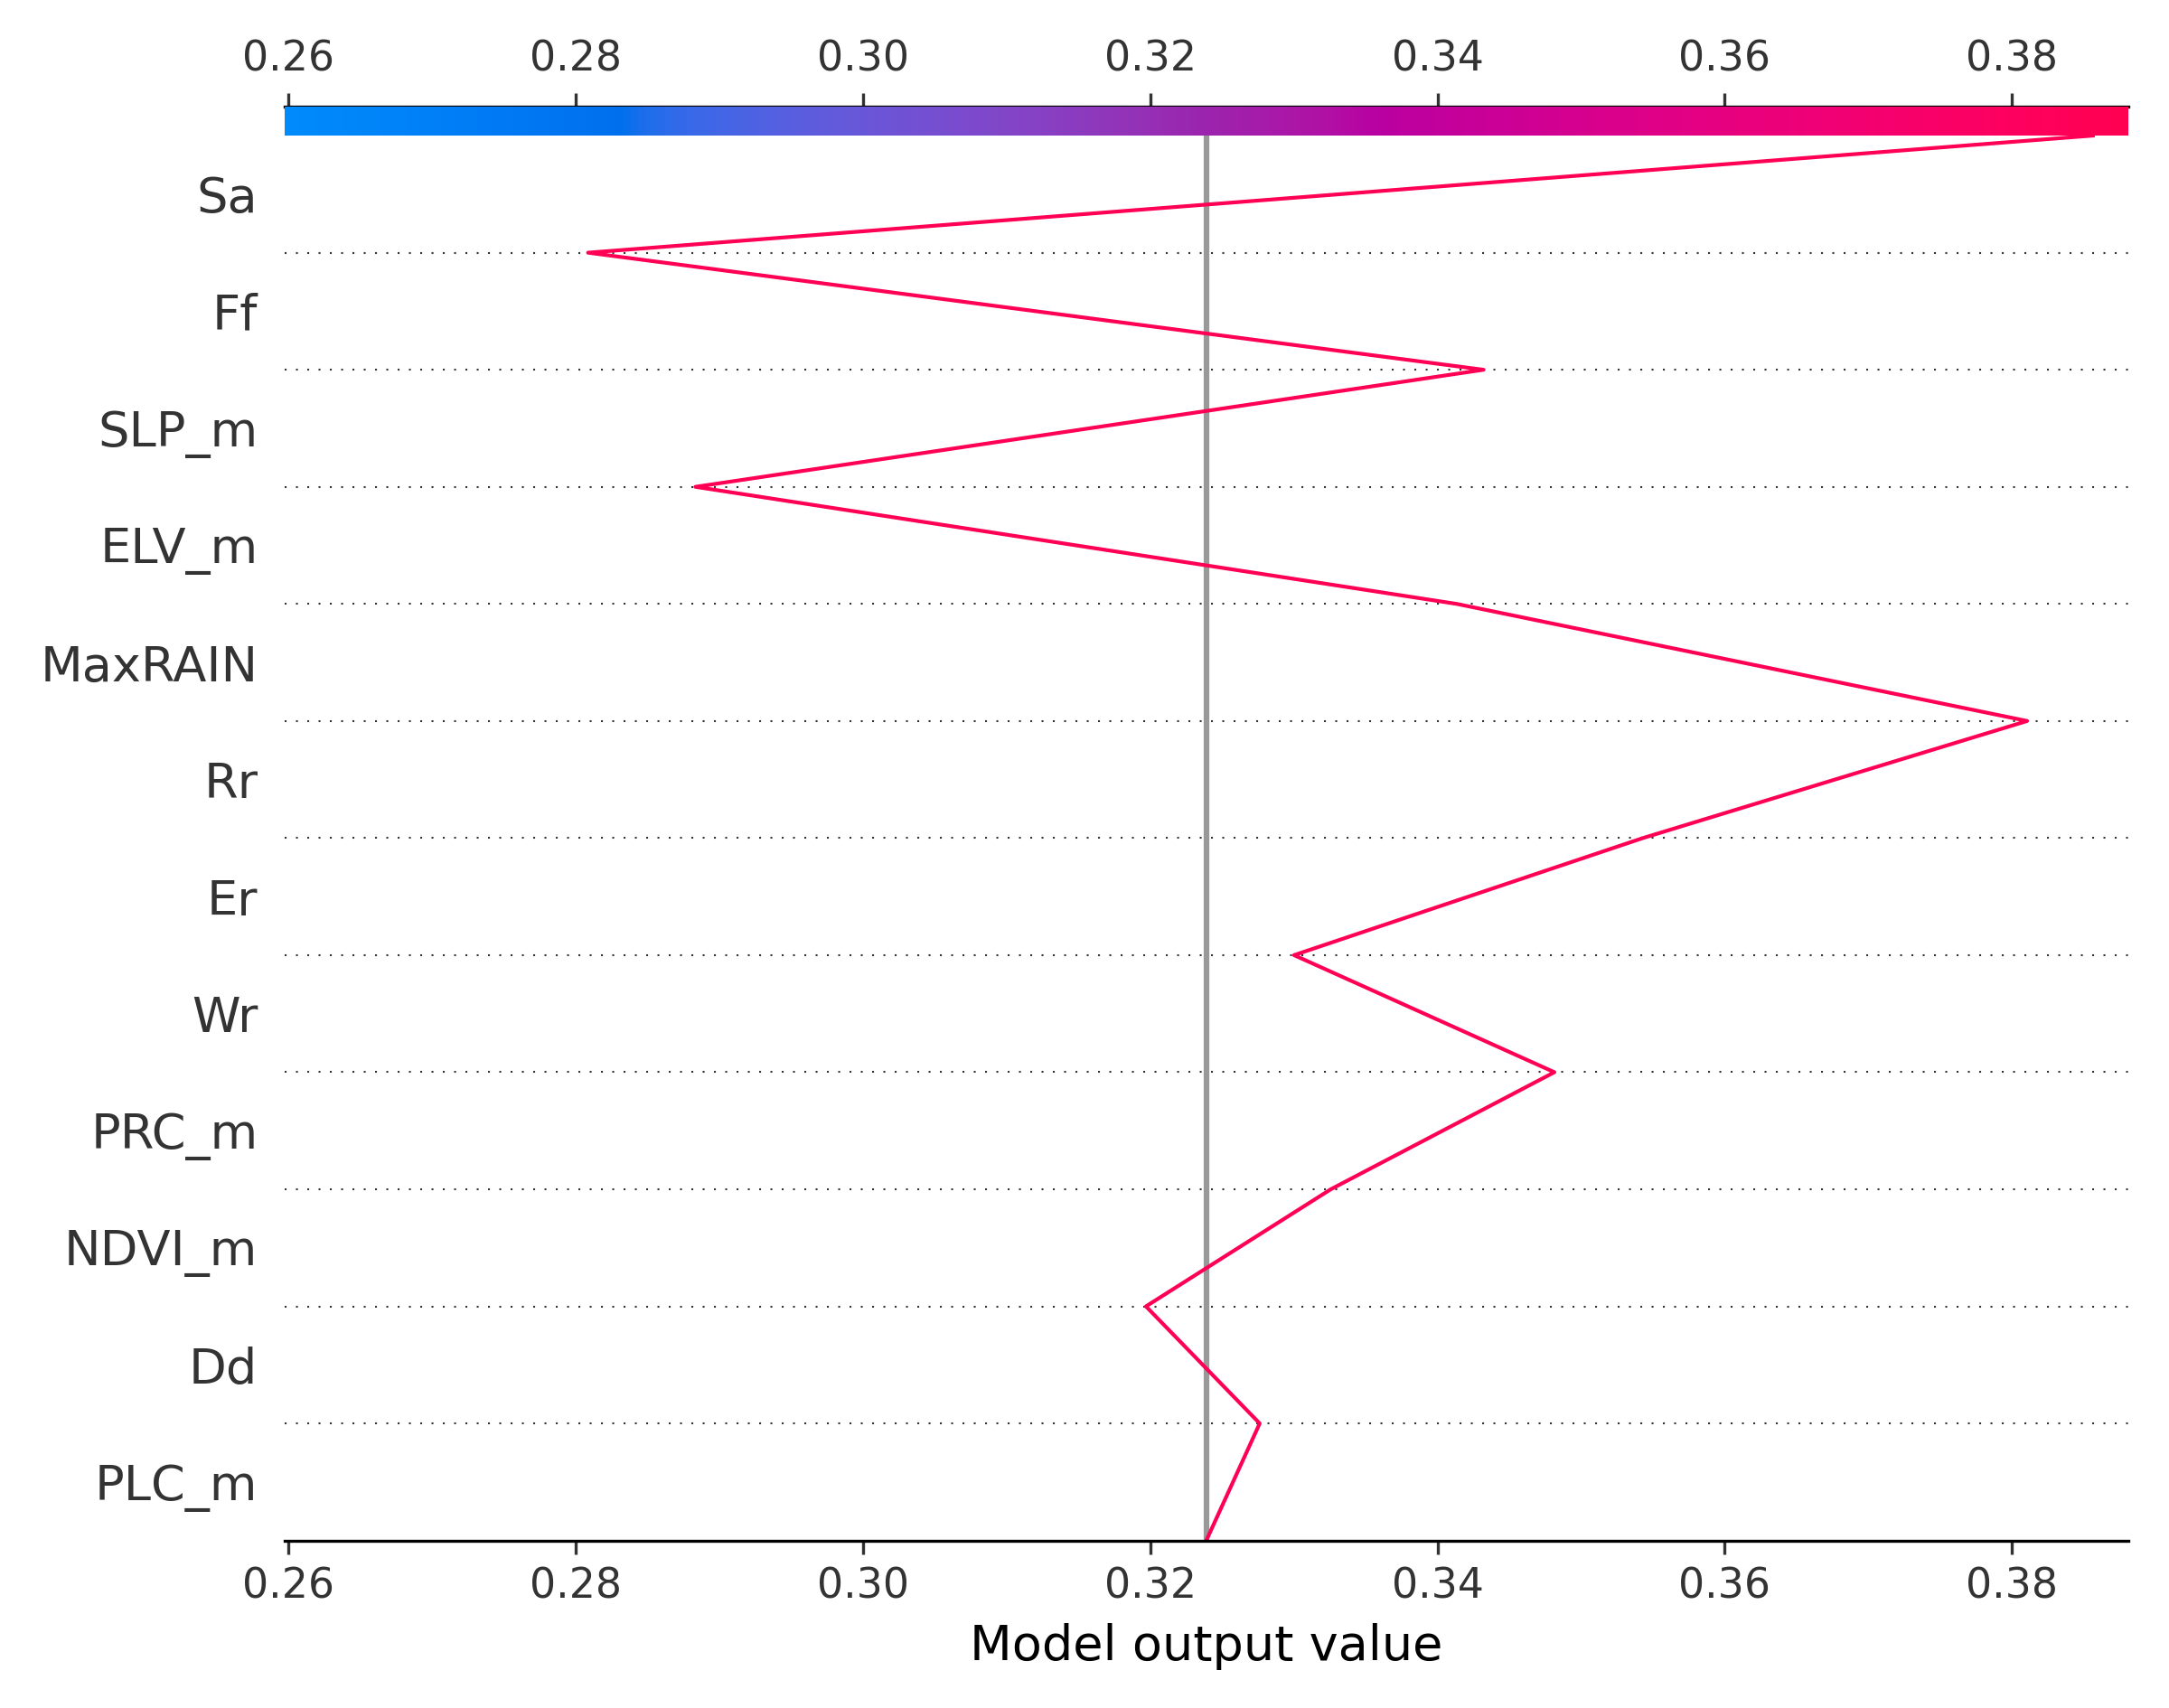 0.26 0.28 0.30 0.32 0.34 0.36 0.38
Sa
Ff
SLP_m
ELV_m
MaxRAIN
Rr
Er
Wr
PRC_m
NDVI_m
Dd
PLC_m
0.26 0.28 0.30 0.32 0.34 0.36 0.38
Model output value